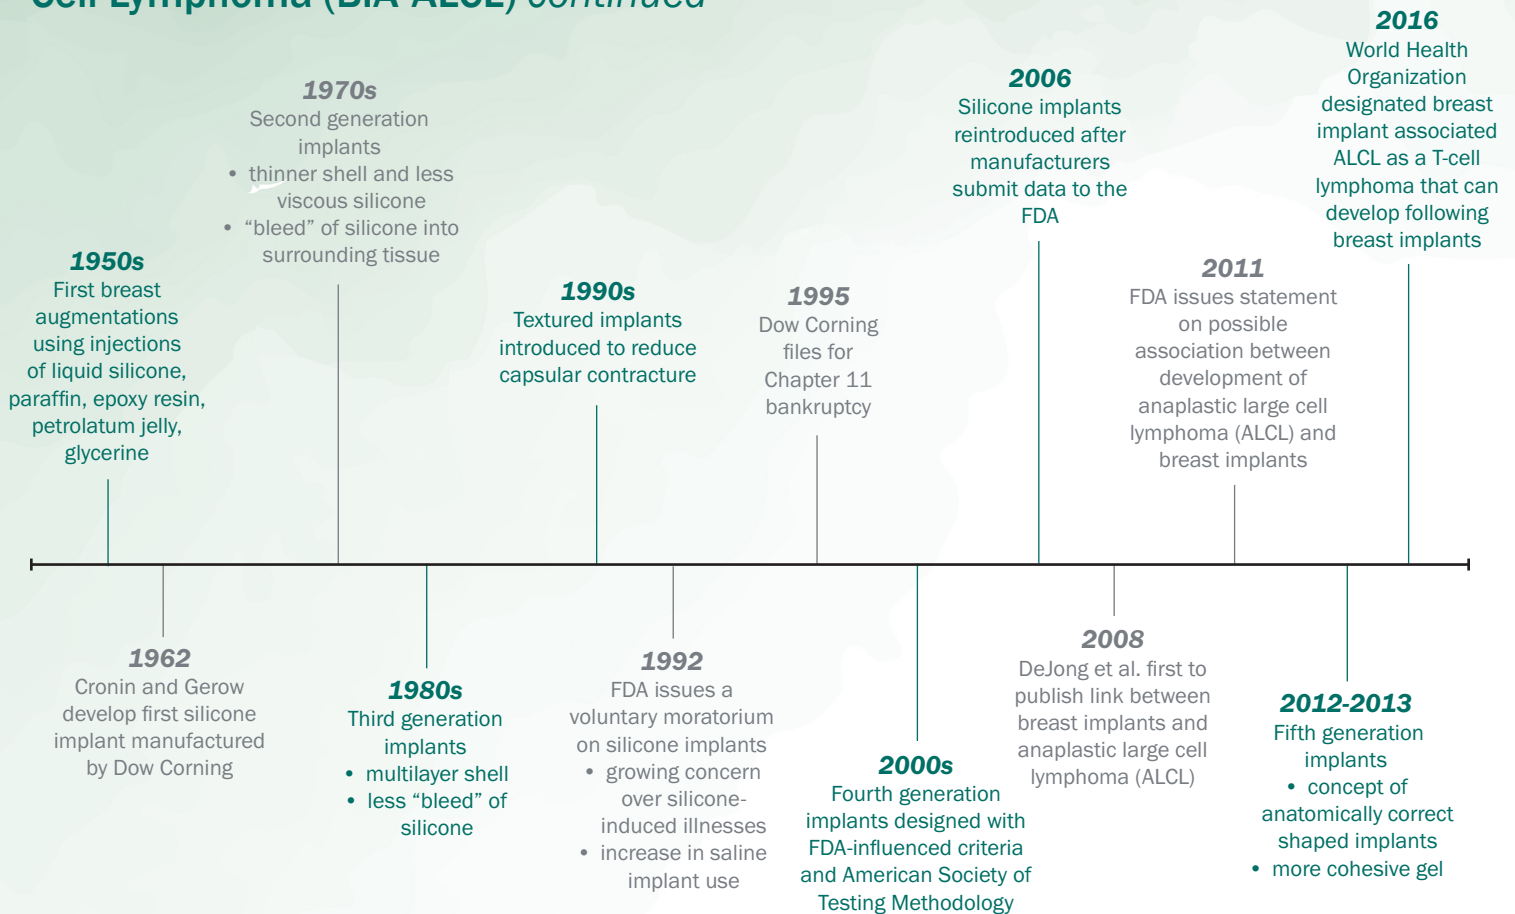 Cell Lymphoma (BIA-ALCL) continued
1950s
First breast
augmentations
using injections
of liquid silicone,
paraffin, epoxy resin,
petrolatum jelly,
glycerine
1962
Cronin and Gerow
develop first silicone
implant manufactured
by Dow Corning
1970s
Second generation
implants
• thinner shell and less
viscous silicone
• “bleed” of silicone into
surrounding tissue
1980s
Third generation
implants
• multilayer shell
• less “bleed” of
silicone
1990s
Textured implants
introduced to reduce
capsular contracture
1992
FDA issues a
voluntary moratorium
on silicone implants
• growing concern
over silicone-
induced illnesses
• increase in saline
implant use
1995
Dow Corning
files for
Chapter 11
bankruptcy
2000s
Fourth generation
implants designed with
FDA-influenced criteria
and American Society of
Testing Methodology
2006
Silicone implants
reintroduced after
manufacturers
submit data to the
FDA
2008
DeJong et al. first to
publish link between
breast implants and
anaplastic large cell
lymphoma (ALCL)
2011
FDA issues statement
on possible
association between
development of
anaplastic large cell
lymphoma (ALCL) and
breast implants
2012-2013
Fifth generation
implants
• concept of
anatomically correct
shaped implants
• more cohesive gel
2016
World Health
Organization
designated breast
implant associated
ALCL as a T-cell
lymphoma that can
develop following
breast implants